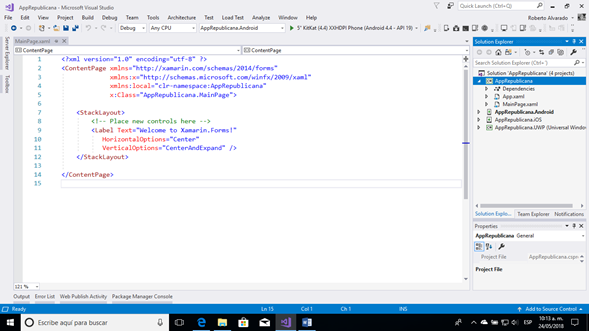 AppRepublicana - Microsoft Visual Studio
Quick Launch (Ctrl+Q)
File Edit View Project Build Debug Team Tools Architecture Test Load Test Analyze Window Help
Roberto Alvarado
Debug Any CPU AppRepublicana.Android 5" KitKat (4.4) XXHDPI Phone (Android 4.4 - API 19)
Server Explorer
Toolbox
MainPage.xaml
ContentPage ContentPage
1 <?xml version="1.0" encoding="utf-8" ?>
2 <ContentPage xmlns="http://xamarin.com/schemas/2014/forms"
3 xmlns:x="http://schemas.microsoft.com/winfx/2009/xaml"
4 xmlns:local="clr-namespace:AppRepublicana"
5 x:Class="AppRepublicana.MainPage">
6
7 <StackLayout>
8 <!-- Place new controls here -->
9 <Label Text="Welcome to Xamarin.Forms!"
10 HorizontalOptions="Center"
11 VerticalOptions="CenterAndExpand" />
12 </StackLayout>
13
14 </ContentPage>
15
121 %
Solution Explorer
Search Solution Explorer (Ctrl+')
Solution 'AppRepublicana' (4 projects)
AppRepublicana
Dependencies
App.xaml
MainPage.xaml
AppRepublicana.Android
AppRepublicana.iOS
AppRepublicana.UWP (Universal Window
Solution Explo... Team Explorer Notifications
Properties
AppRepublicana General
Project File AppRepublicana.cspr
Project File
Output Error List Web Publish Activity Package Manager Console
Ready Ln 15 Col 1 Ch 1 INS Add to Source Control
Escribe aquí para buscar
ESP
10:13 a. m.
24/05/2018